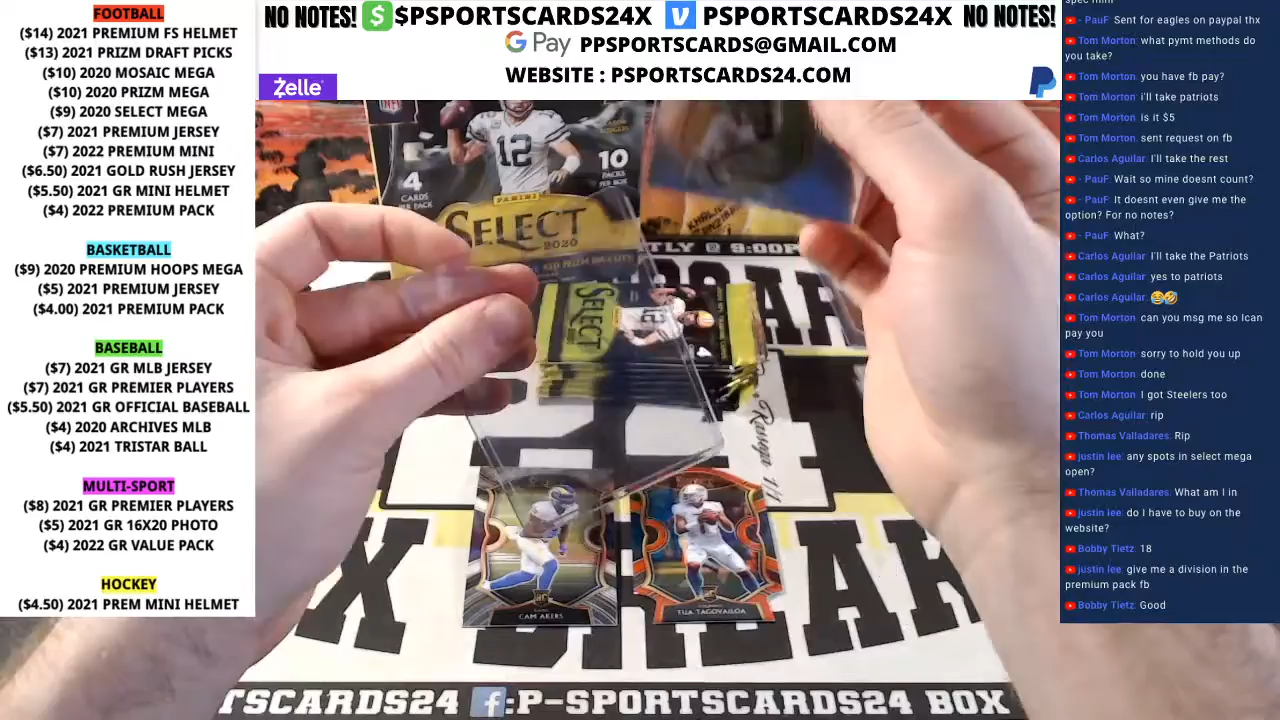 FOOTBALL
($14) 2021 PREMIUM FS HELMET
($13) 2021 PRIZM DRAFT PICKS
($10) 2020 MOSAIC MEGA
($10) 2020 PRIZM MEGA
($9) 2020 SELECT MEGA
($7) 2021 PREMIUM JERSEY
($7) 2022 PREMIUM MINI
($6.50) 2021 GOLD RUSH JERSEY
($5.50) 2021 GR MINI HELMET
($4) 2022 PREMIUM PACK
BASKETBALL
($9) 2020 PREMIUM HOOPS MEGA
($5) 2021 PREMIUM JERSEY
($4.00) 2021 PREMIUM PACK
BASEBALL
($7) 2021 GR MLB JERSEY
($7) 2021 GR PREMIER PLAYERS
($5.50) 2021 GR OFFICIAL BASEBALL
($4) 2020 ARCHIVES MLB
($4) 2021 TRISTAR BALL
MULTI-SPORT
($8) 2021 GR PREMIER PLAYERS
($5) 2021 GR 16X20 PHOTO
($4) 2022 GR VALUE PACK
HOCKEY
($4.50) 2021 PREM MINI HELMET
NO NOTES! $ $PSPORTSCARDS24X V PSPORTSCARDS24X NO NOTES!
G Pay PPSPORTSCARDS@GMAIL.COM
WEBSITE : PSPORTSCARDS24.COM
Zelle
NFL
12
10
PACKS
PER BOX
4
CARDS
PER PACK
PANINI
SELECT
2020
TLY @ 9:00P
SELECT
12
4
CAM AKERS
TUA TAGOVAILOA
TSCARDS24 f:P-SPORTSCARDS24 BOX
- PauF Sent for eagles on paypal thx
Tom Morton: what pymt methods do
you take?
Tom Morton: you have fb pay?
Tom Morton: i'll take patriots
Tom Morton: Is it $5
Tom Morton: sent request on fb
Carlos Aguilar: I'll take the rest
- PauF: Wait so mine doesnt count?
- PauF: It doesnt even give me the
option? For no notes?
- PauF: What?
Carlos Aguilar: I'll take the Patriots
Carlos Aguilar: yes to patriots
Carlos Aguilar: 😂🤣
Tom Morton: can you msg me so Ican
pay you
Tom Morton: sorry to hold you up
Tom Morton: done
Tom Morton: I got Steelers too
Carlos Aguilar: rip
Thomas Valladares: Rip
justin lee: any spots in select mega
open?
Thomas Valladares: What am I in
justin lee: do I have to buy on the
website?
Bobby Tietz: 18
justin lee: give me a division in the
premium pack fb
Bobby Tietz: Good